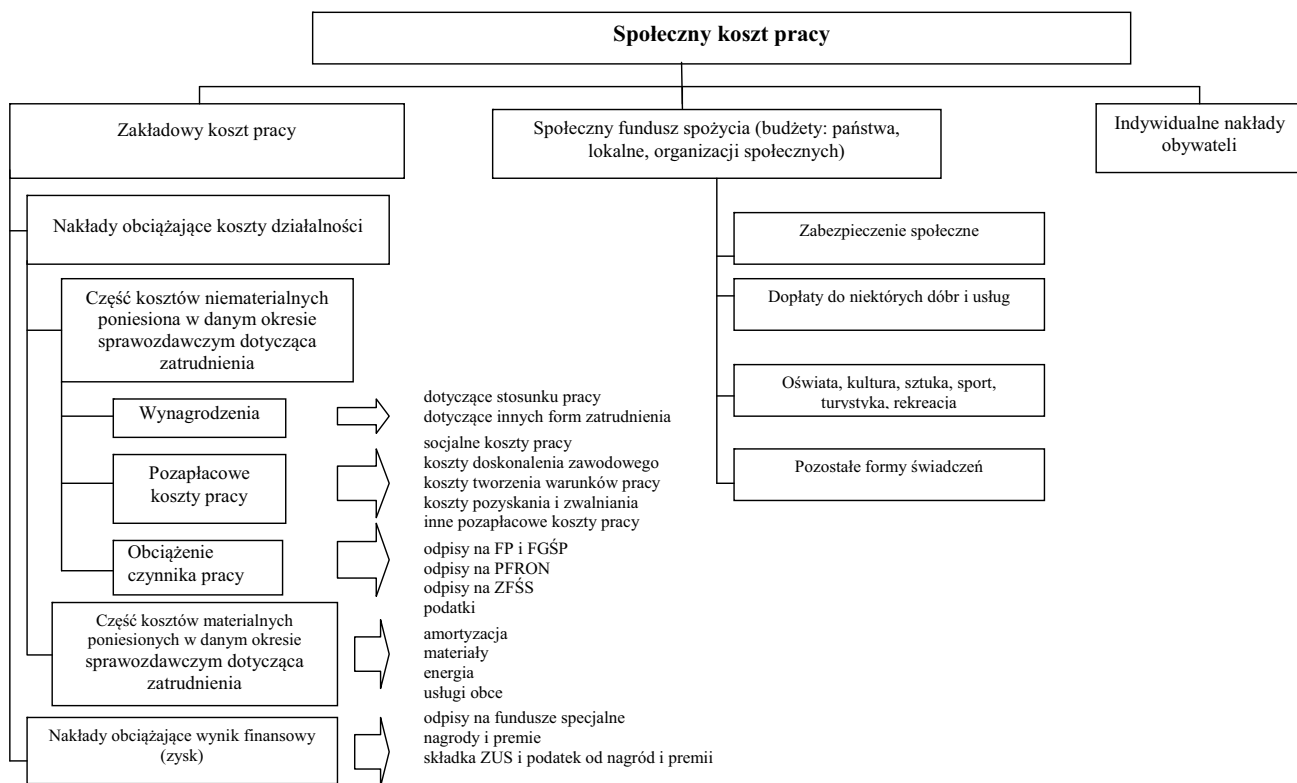 Społeczny koszt pracy
Zakładowy koszt pracy
Społeczny fundusz spożycia (budżety: państwa,
lokalne, organizacji społecznych)
Indywidualne nakłady
obywateli
Nakłady obciążające koszty działalności
Część kosztów niematerialnych
poniesiona w danym okresie
sprawozdawczym dotycząca
zatrudnienia
Wynagrodzenia
dotyczące stosunku pracy
dotyczące innych form zatrudnienia
Pozapłacowe
koszty pracy
socjalne koszty pracy
koszty doskonalenia zawodowego
koszty tworzenia warunków pracy
koszty pozyskania i zwalniania
inne pozapłacowe koszty pracy
Obciążenie
czynnika pracy
odpisy na FP i FGŚP
odpisy na PFRON
odpisy na ZFŚS
podatki
Część kosztów materialnych
poniesionych w danym okresie
sprawozdawczym dotycząca
zatrudnienia
amortyzacja
materiały
energia
usługi obce
Nakłady obciążające wynik finansowy
(zysk)
odpisy na fundusze specjalne
nagrody i premie
składka ZUS i podatek od nagród i premii
Zabezpieczenie społeczne
Dopłaty do niektórych dóbr i usług
Oświata, kultura, sztuka, sport,
turystyka, rekreacja
Pozostałe formy świadczeń